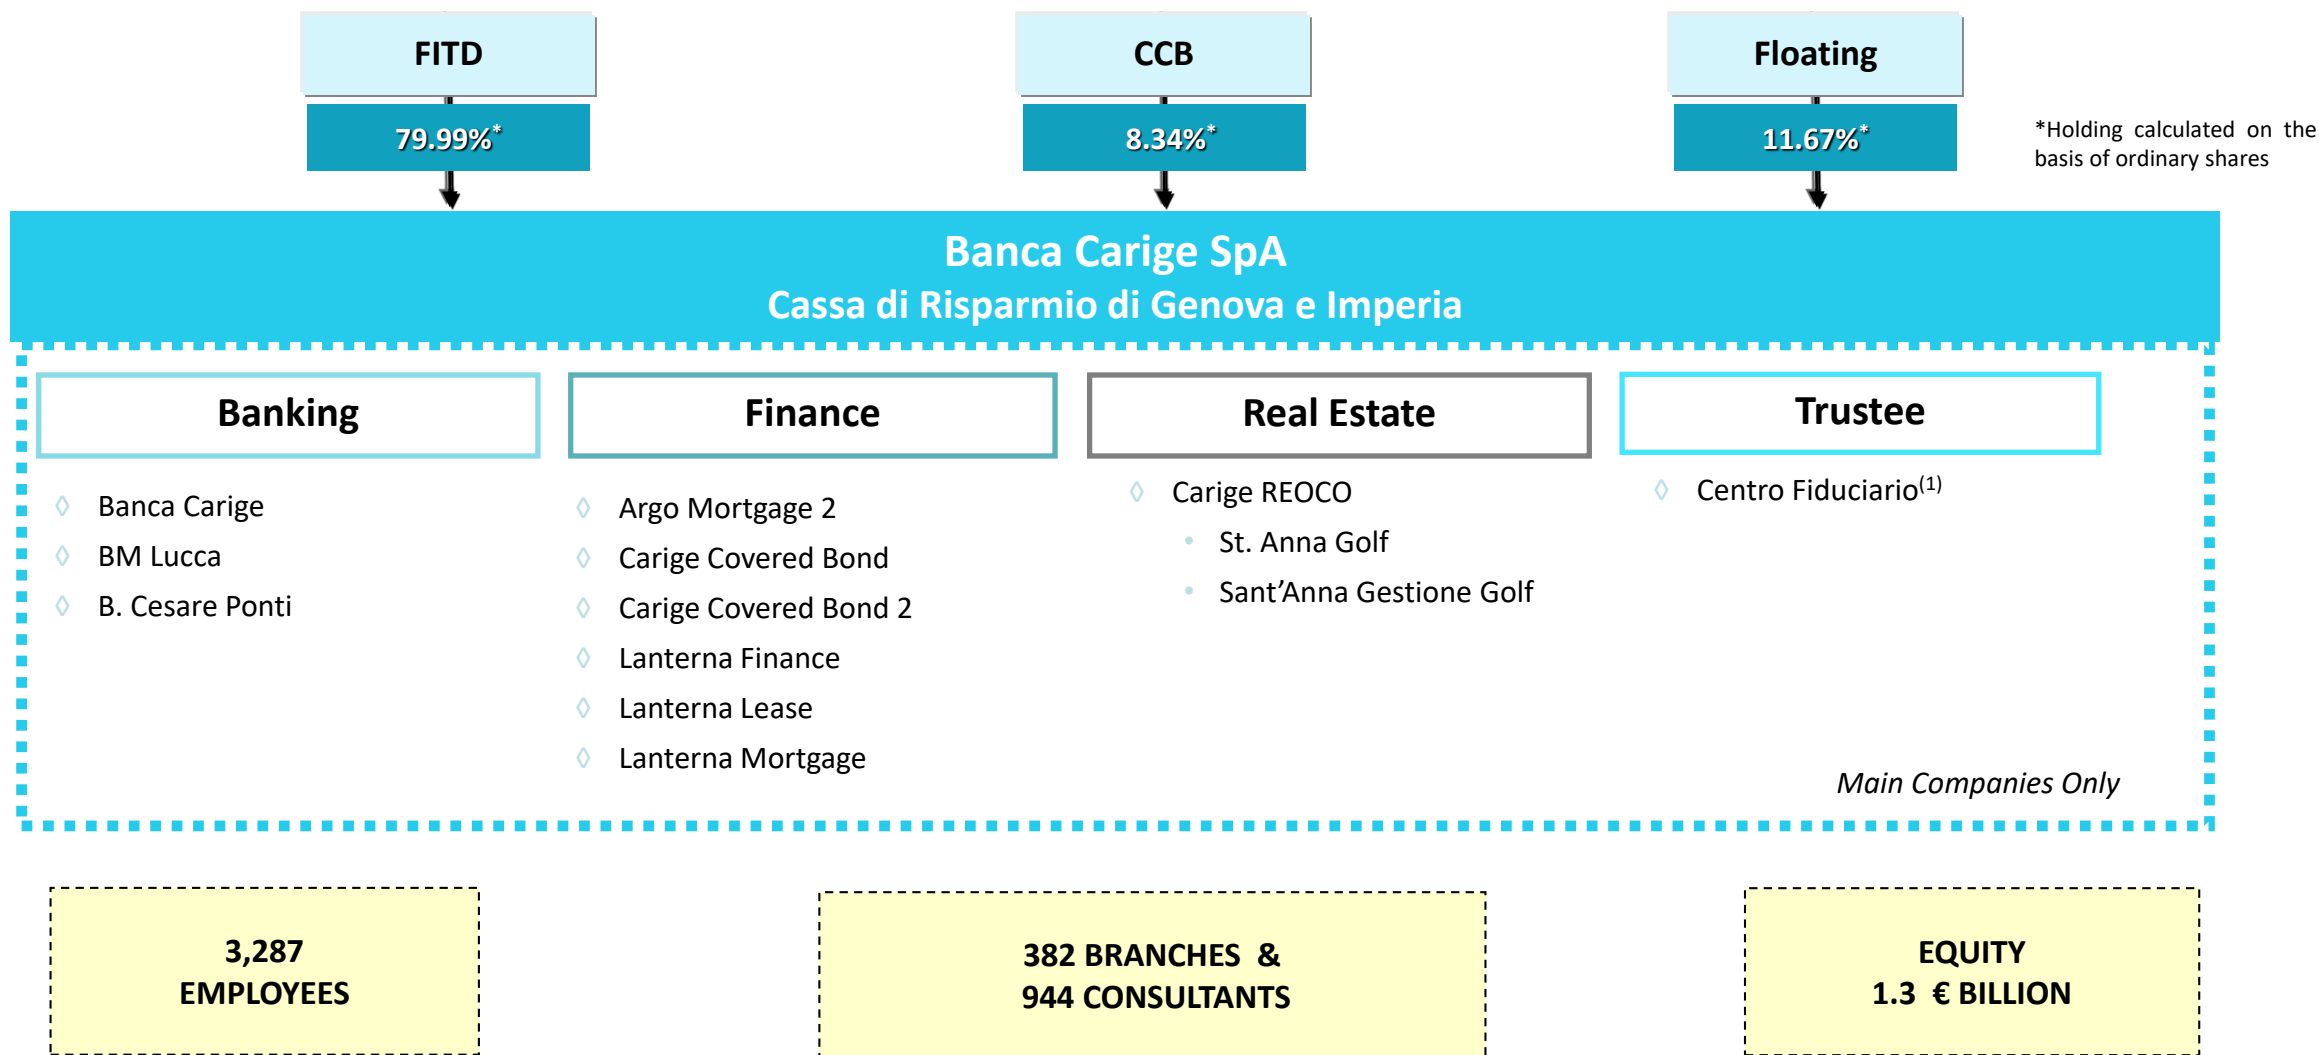 FITD
CCB
Floating
79.99%*
8.34%*
11.67%*
*Holding calculated on the
basis of ordinary shares
Banca Carige SpA
Cassa di Risparmio di Genova e Imperia
Banking
◊ Banca Carige
◊ BM Lucca
◊ B. Cesare Ponti
Finance
◊ Argo Mortgage 2
◊ Carige Covered Bond
◊ Carige Covered Bond 2
◊ Lanterna Finance
◊ Lanterna Lease
◊ Lanterna Mortgage
Real Estate
◊ Carige REOCO
• St. Anna Golf
• Sant’Anna Gestione Golf
Trustee
◊ Centro Fiduciario(1)
Main Companies Only
3,287
EMPLOYEES
382 BRANCHES &
944 CONSULTANTS
EQUITY
1.3 € BILLION